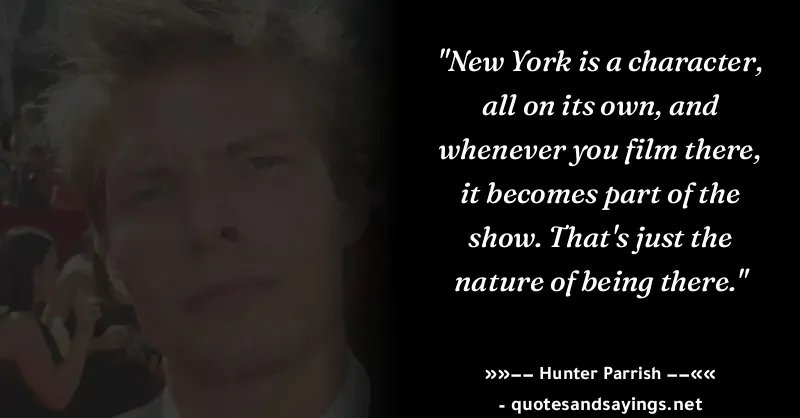 "New York is a character,
all on its own, and
whenever you film there,
it becomes part of the
show. That's just the
nature of being there."
»»−− Hunter Parrish −−««
- quotesandsayings.net